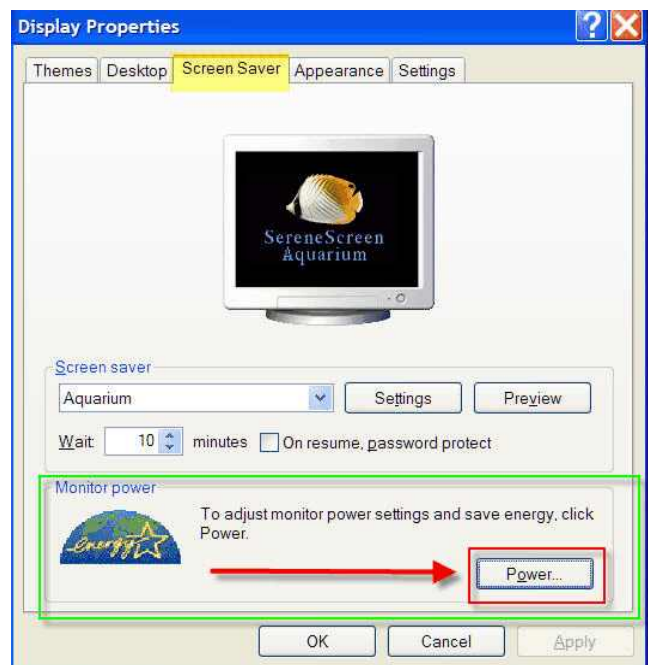 Display Properties
Themes Desktop Screen Saver Appearance Settings
SereneScreen
Aquarium
Screen saver
Aquarium Settings Preview
Wait: 10 minutes On resume, password protect
Monitor power
To adjust monitor power settings and save energy, click
Power.
energy
Power...
OK Cancel Apply